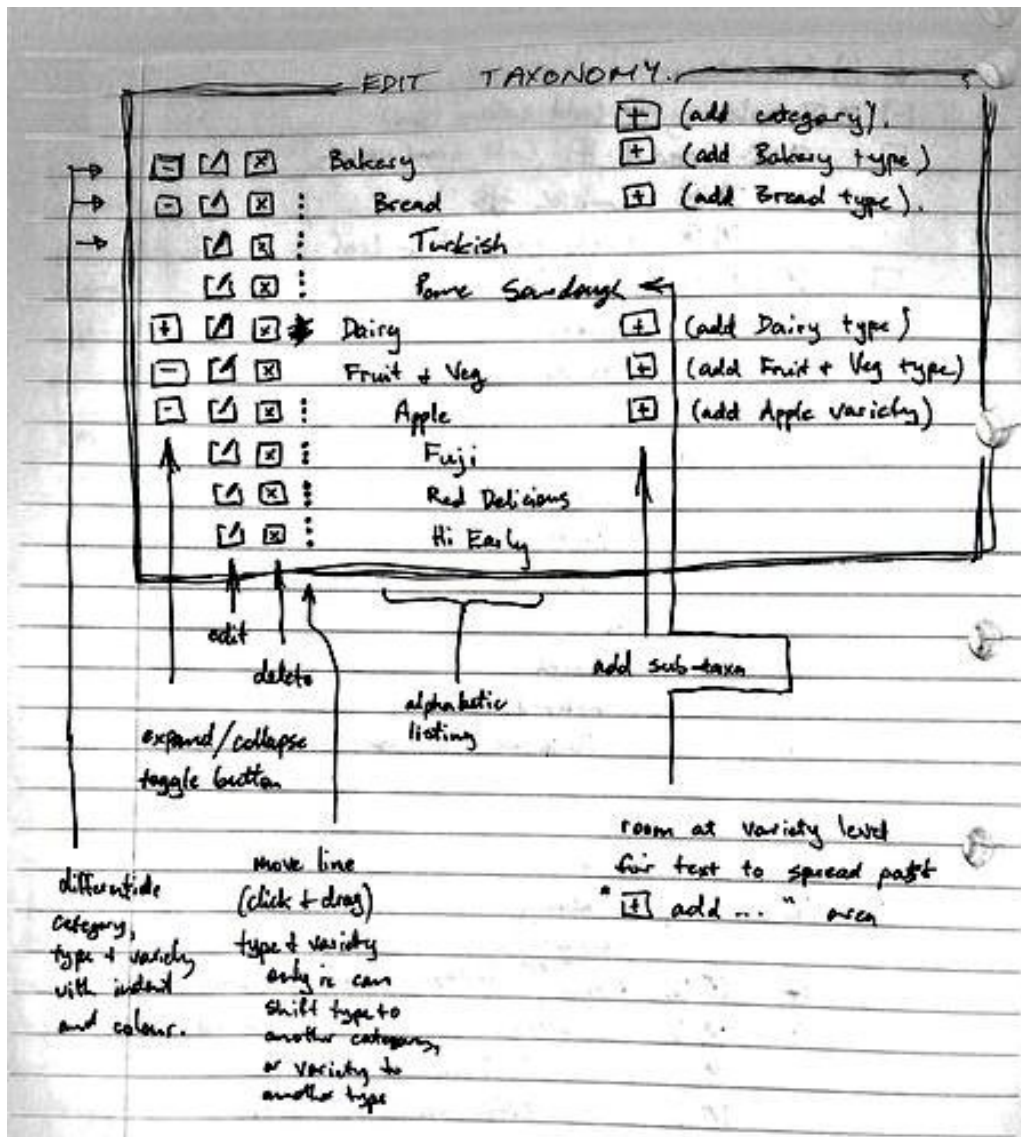 EDIT TAXONOMY.
[+] (add category).
[-] [x] Bakery [+] (add Bakery type)
[-] [x] Bread [+] (add Bread type).
[x] Turkish
[x] Sourdough
[+] [x] Dairy [+] (add Dairy type)
[-] [x] Fruit + Veg [+] (add Fruit + Veg type)
[-] [x] Apple [+] (add Apple variety)
[x] Fuji
[x] Red Delicious
[x] Hi Early
edit
delete
expand/collapse
toggle button
alphabetic
listing
add sub-taxa
differentiate
category,
type + variety
with indent
and colour.
move line
(click + drag)
type + variety
only ie can
shift type to
another category,
or variety to
another type
room at variety level
for text to spread past
"[+] add ... " area